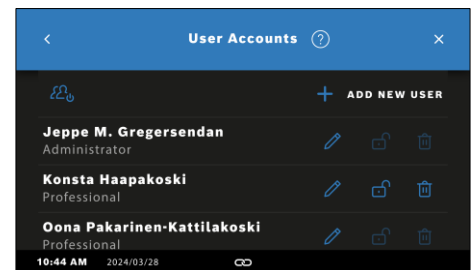 User Accounts ?
ADD NEW USER
Jeppe M. Gregersendan
Administrator
Konsta Haapakoski
Professional
Oona Pakarinen-Kattilakoski
Professional
10:44 AM 2024/03/28